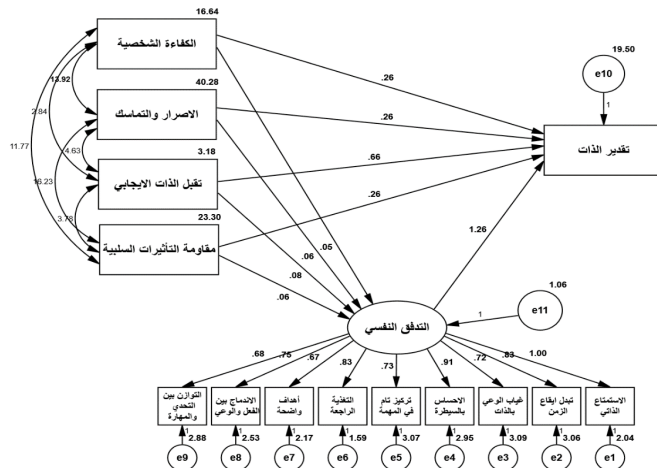 16.64
الكفاءة الشخصية
19.50
e10
1
13.92
40.28
.26
2.84
الاصرار والتماسك
.26
تقدير الذات
11.77
4.63
3.18
.66
16.23
تقبل الذات الايجابي
.26
3.78
23.30
مقاومة التأثيرات السلبية
.05
1.26
.06
.08
.06
1.06
e11
1
التدفق النفسي
.68
.75
.67
.83
.73
.91
.72
.83
1.00
التوازن بين
التحدي
والمهارة
الاندماج بين
الفعل والوعي
أهداف
واضحة
التغذية
الراجعة
تركيز تام
في المهمة
الاحساس
بالسيطرة
غياب الوعي
بالذات
تبدل ايقاع
الزمن
الاستمتاع
الذاتي
1 2.88
1 2.53
1 2.17
1 1.59
1 3.07
1 2.95
1 3.09
1 3.06
1 2.04
e9
e8
e7
e6
e5
e4
e3
e2
e1